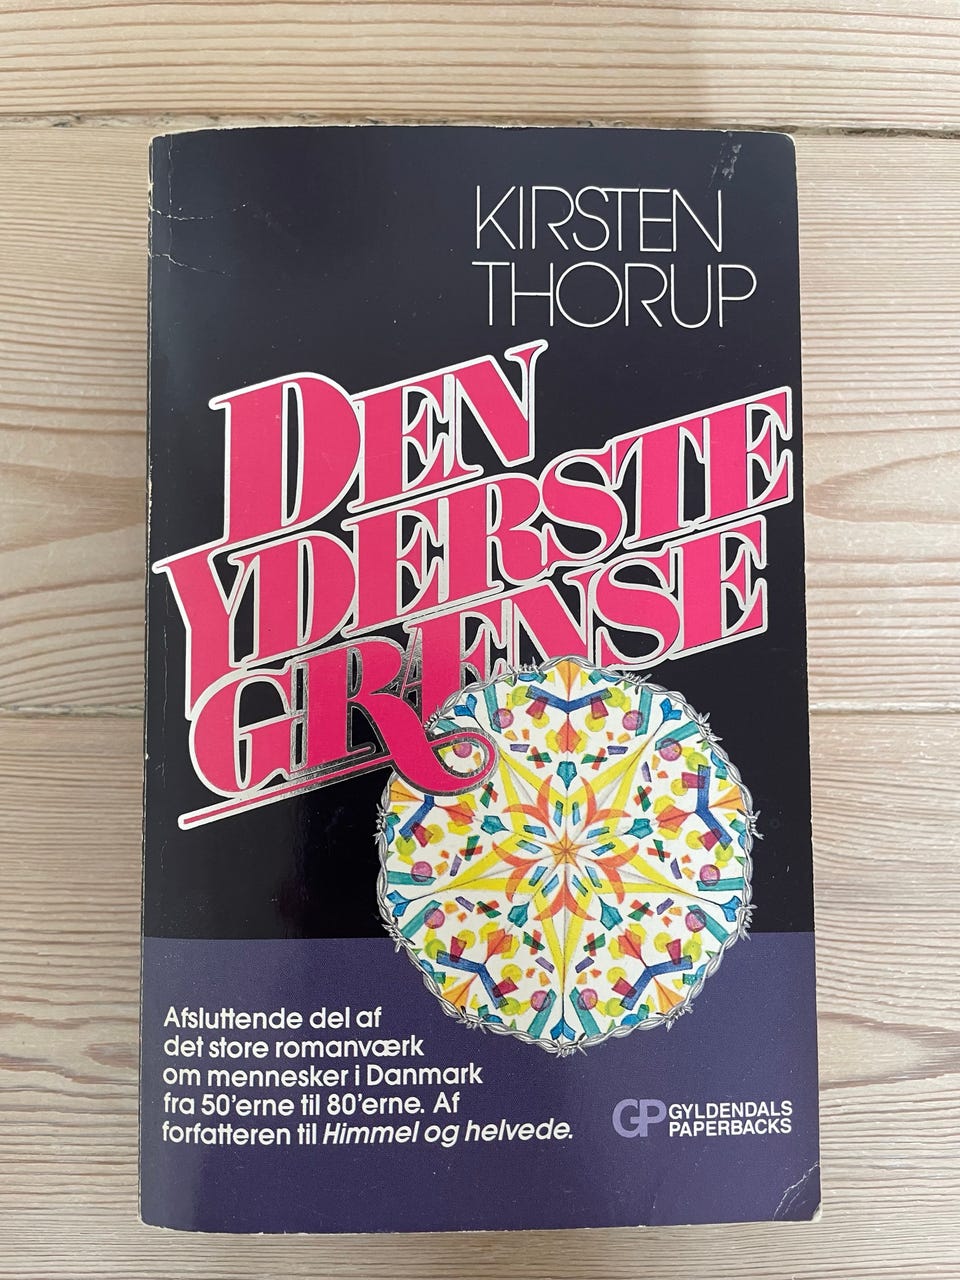 KIRSTEN
THORUP
DEN
YDERSTE
GRÆNSE
Afsluttende del af
det store romanværk
om mennesker i Danmark
fra 50'erne til 80'erne. Af
forfatteren til Himmel og helvede.
GP GYLDENDALS
PAPERBACKS